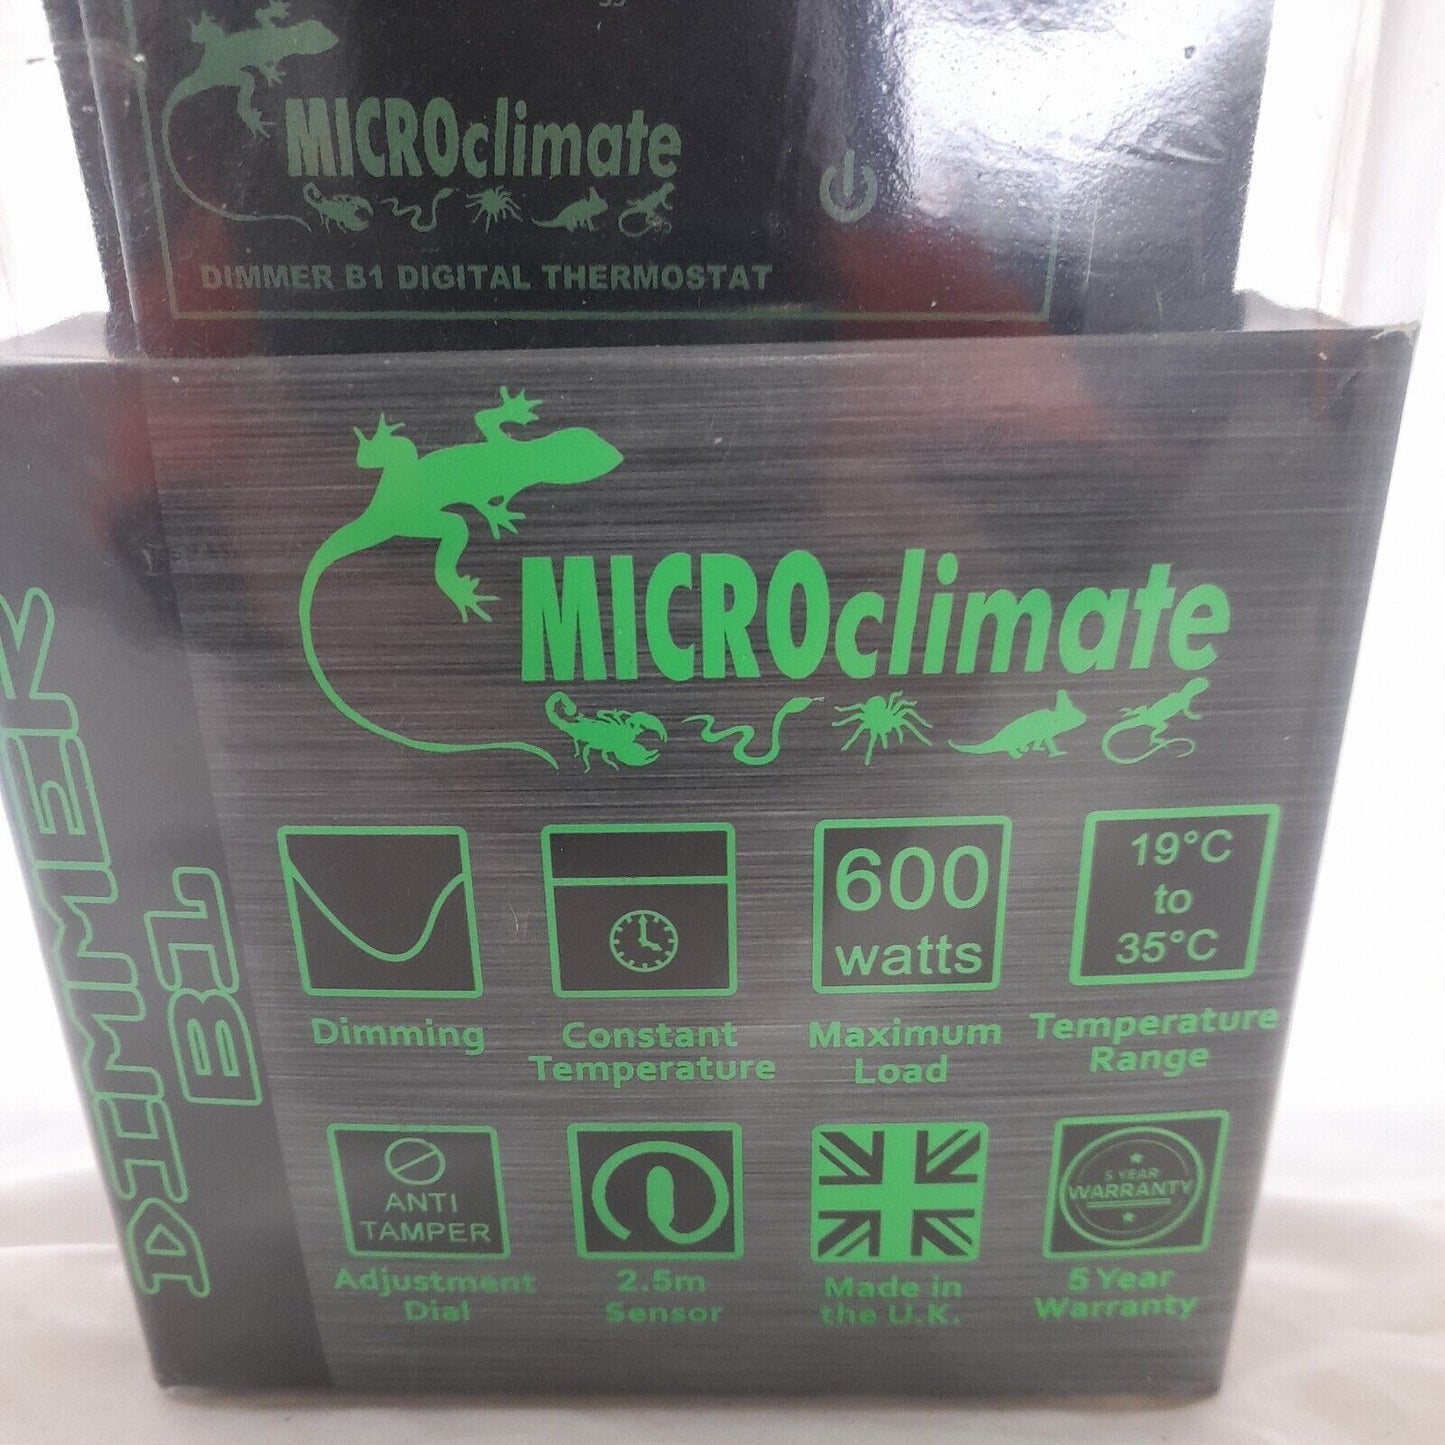 MICROclimate
DIMMER B1 DIGITAL THERMOSTAT
DIMMER
B1
MICROclimate
600
watts
19°C
to
35°C
Dimming
Constant
Temperature
Maximum
Load
Temperature
Range
ANTI
TAMPER
5 YEAR
WARRANTY
Adjustment
Dial
2.5m
Sensor
Made in
the U.K.
5 Year
Warranty